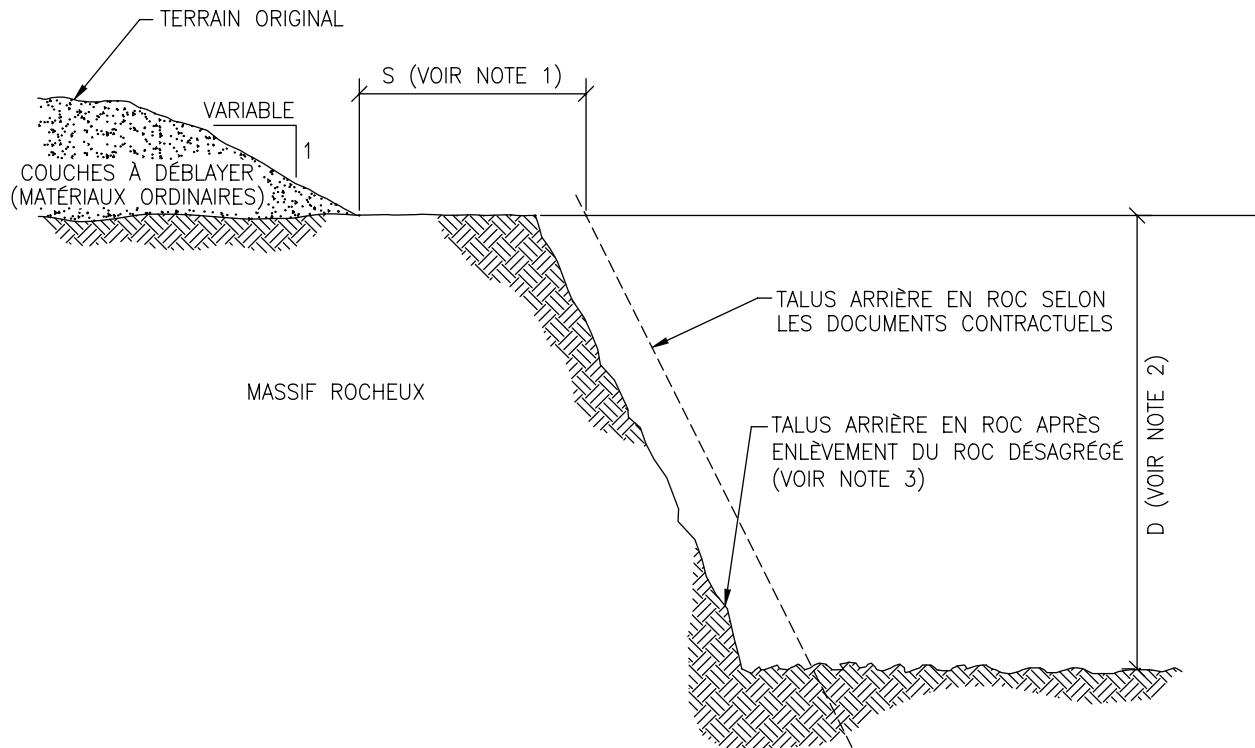 TERRAIN ORIGINAL
S (VOIR NOTE 1)
VARIABLE
1
COUCHES À DÉBLAYER
(MATÉRIAUX ORDINAIRES)
TALUS ARRIÈRE EN ROC SELON
LES DOCUMENTS CONTRACTUELS
MASSIF ROCHEUX
D (VOIR NOTE 2)
TALUS ARRIÈRE EN ROC APRÈS
ENLÈVEMENT DU ROC DÉSAGRÉGÉ
(VOIR NOTE 3)